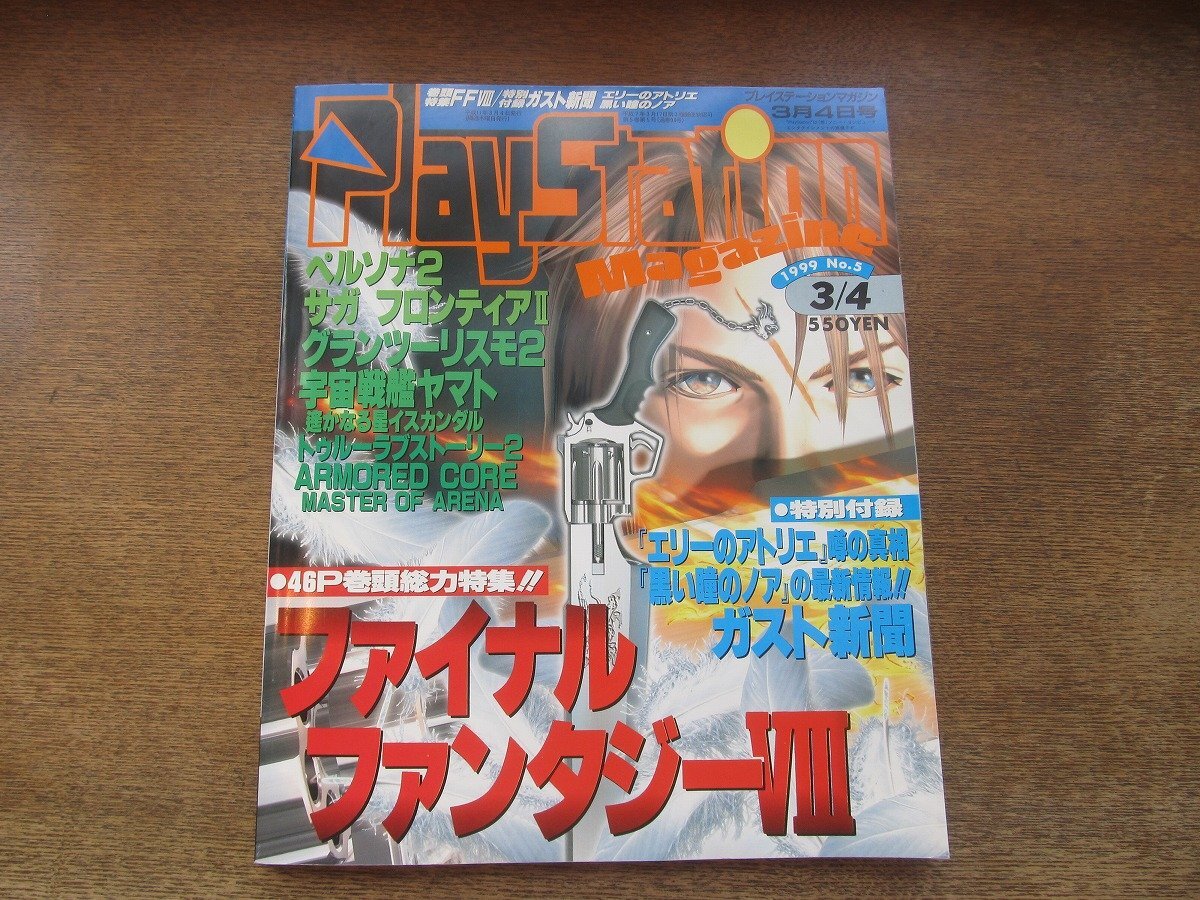 巻頭特集FFVIII/特別付録ガスト新聞 エリーのアトリエ 黒い瞳のノア
プレイステーションマガジン
3月4日号
PlayStation
Magazine
1999 No.5
3/4
550YEN
ペルソナ2
サガ フロンティアII
グランツーリスモ2
宇宙戦艦ヤマト
遙かなる星イスカンダル
トゥルーラブストーリー2
ARMORED CORE
MASTER OF ARENA
●特別付録
『エリーのアトリエ』噂の真相
『黒い瞳のノア』の最新情報!!
ガスト新聞
●46P巻頭総力特集!!
ファイナル
ファンタジーVIII